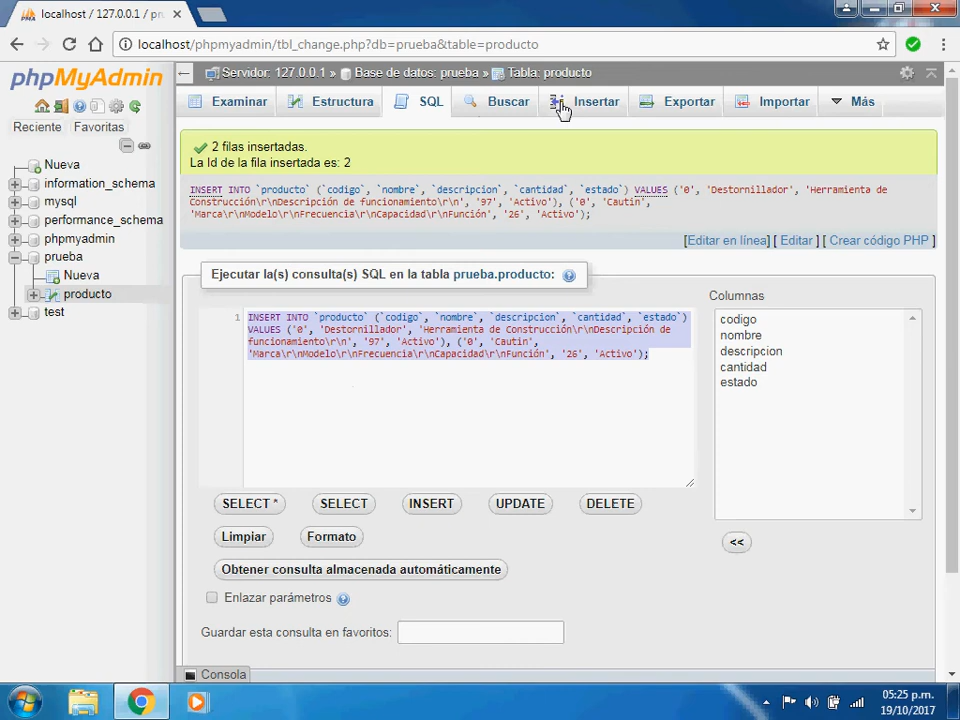 localhost / 127.0.0.1 / pr
localhost/phpmyadmin/tbl_change.php?db=prueba&table=producto
phpMyAdmin
Reciente Favoritas
Nueva
information_schema
mysql
performance_schema
phpmyadmin
prueba
Nueva
producto
test
Servidor: 127.0.0.1 » Base de datos: prueba » Tabla: producto
Examinar Estructura SQL Buscar Insertar Exportar Importar Más
2 filas insertadas.
La Id de la fila insertada es: 2
INSERT INTO `producto` (`codigo`, `nombre`, `descripcion`, `cantidad`, `estado`) VALUES ('0', 'Destornillador', 'Herramienta de
Construcción\r\nDescripción de funcionamiento\r\n', '97', 'Activo'), ('0', 'Cautin',
'Marca\r\nModelo\r\nFrecuencia\r\nCapacidad\r\nFunción', '26', 'Activo');
[Editar en línea] [ Editar ] [ Crear código PHP ]
Ejecutar la(s) consulta(s) SQL en la tabla prueba.producto:
1 INSERT INTO `producto` (`codigo`, `nombre`, `descripcion`, `cantidad`, `estado`)
VALUES ('0', 'Destornillador', 'Herramienta de Construcción\r\nDescripción de
funcionamiento\r\n', '97', 'Activo'), ('0', 'Cautin',
'Marca\r\nModelo\r\nFrecuencia\r\nCapacidad\r\nFunción', '26', 'Activo');
Columnas
codigo
nombre
descripcion
cantidad
estado
SELECT * SELECT INSERT UPDATE DELETE
<<
Limpiar Formato
Obtener consulta almacenada automáticamente
Enlazar parámetros
Guardar esta consulta en favoritos:
Consola
05:25 p.m.
19/10/2017